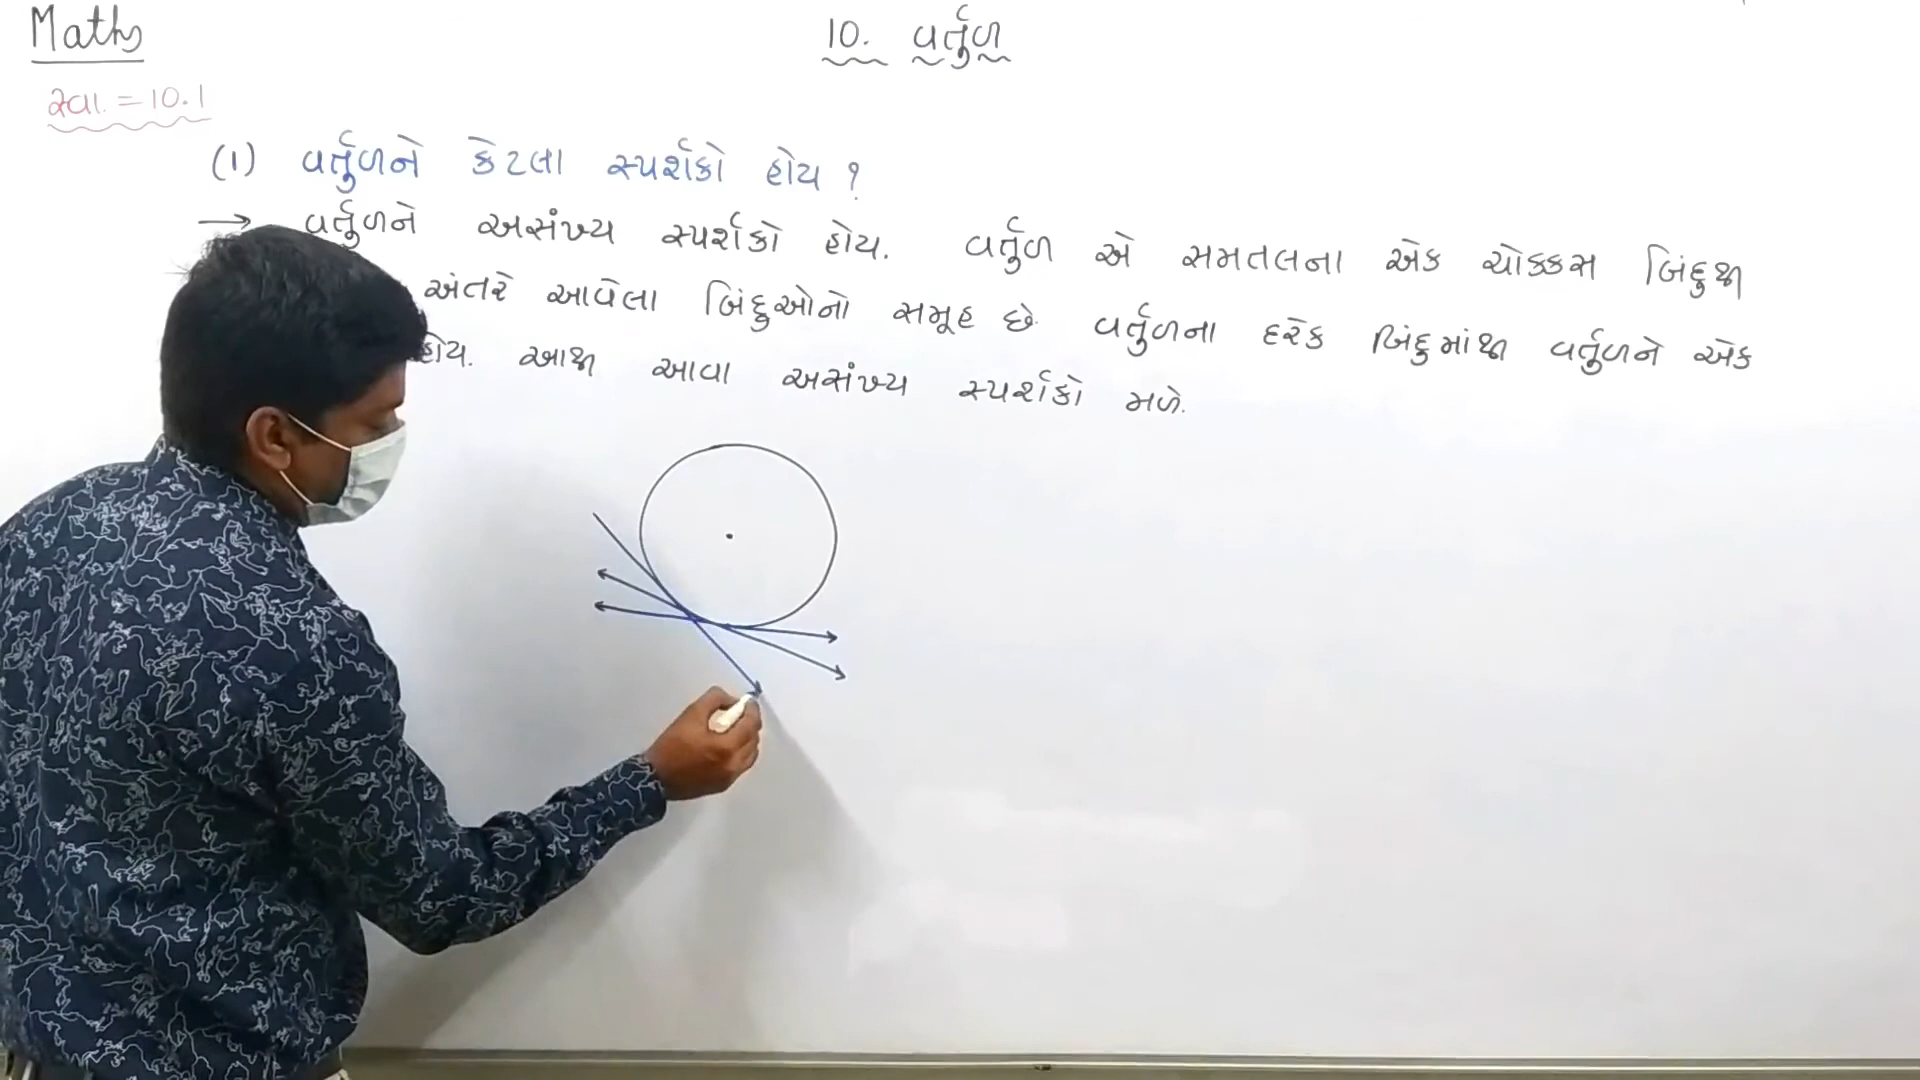 Maths
10. વર્તુળ
સ્વા. = 10.1
(1) વર્તુળને કેટલા સ્પર્શકો હોય ?
→ વર્તુળને અસંખ્ય સ્પર્શકો હોય. વર્તુળ એ સમતલના એક ચોક્કસ બિંદુથી
અંતરે આવેલા બિંદુઓનો સમૂહ છે. વર્તુળના દરેક બિંદુમાંથી વર્તુળને એક
હોય. આથી આવા અસંખ્ય સ્પર્શકો મળે.